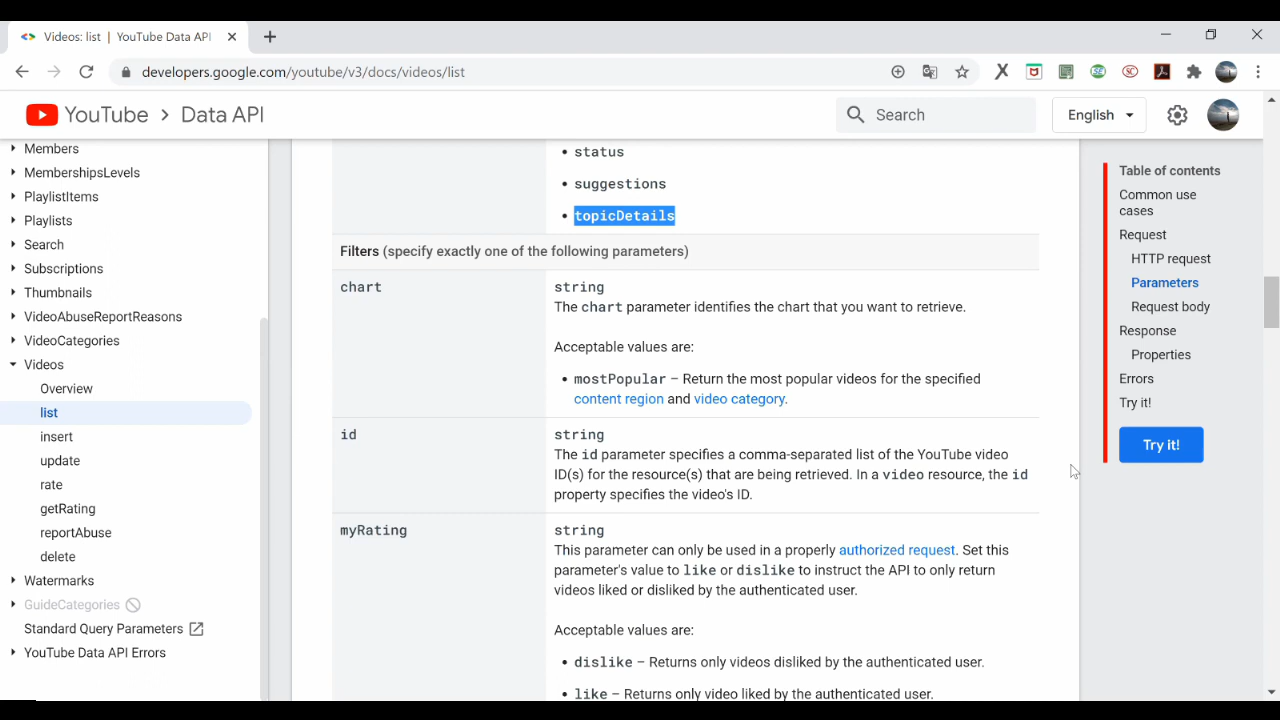 Videos: list | YouTube Data API
developers.google.com/youtube/v3/docs/videos/list
YouTube > Data API
Search
English
Members
MembershipsLevels
PlaylistItems
Playlists
Search
Subscriptions
Thumbnails
VideoAbuseReportReasons
VideoCategories
Videos
Overview
list
insert
update
rate
getRating
reportAbuse
delete
Watermarks
GuideCategories
Standard Query Parameters
YouTube Data API Errors
• status
• suggestions
• topicDetails
Filters (specify exactly one of the following parameters)
chart
string
The chart parameter identifies the chart that you want to retrieve.
Acceptable values are:
• mostPopular – Return the most popular videos for the specified
content region and video category.
id
string
The id parameter specifies a comma-separated list of the YouTube video
ID(s) for the resource(s) that are being retrieved. In a video resource, the id
property specifies the video's ID.
myRating
string
This parameter can only be used in a properly authorized request. Set this
parameter's value to like or dislike to instruct the API to only return
videos liked or disliked by the authenticated user.
Acceptable values are:
• dislike – Returns only videos disliked by the authenticated user.
• like – Returns only video liked by the authenticated user.
Table of contents
Common use
cases
Request
HTTP request
Parameters
Request body
Response
Properties
Errors
Try it!
Try it!